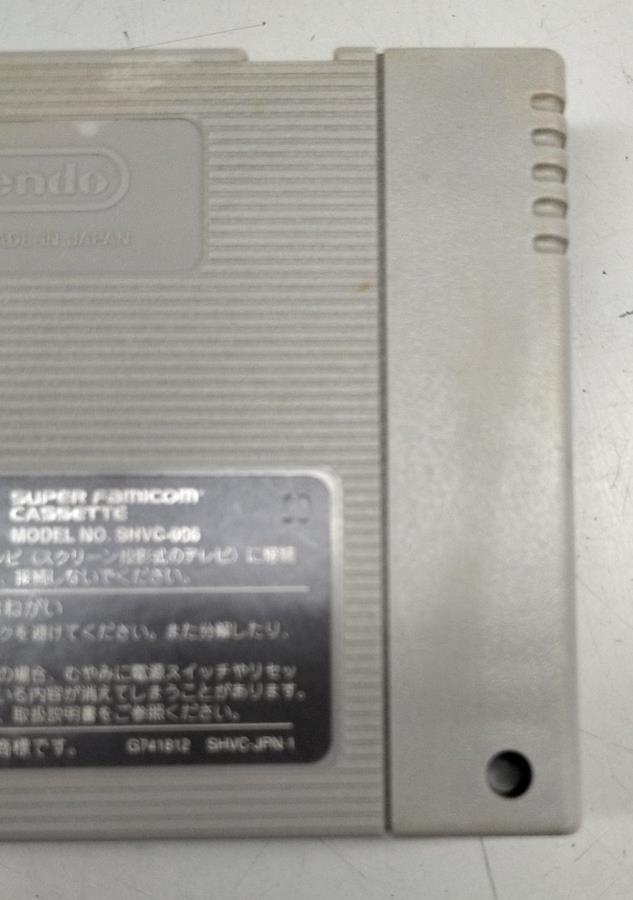 endo
ADE IN JAPAN
SUPER FAMICOM
CASSETTE
MODEL NO. SHVC-006
レビ（スクリーン投影式のテレビ）に接続
、接続しないでください。
ねがい
クを避けてください。また分解したり、
の場合、むやみに電源スイッチやリセッ
いる内容が消えてしまうことがあります。
、取扱説明書をご参照ください。
商標です。 G741812 SHVC-JPN-1